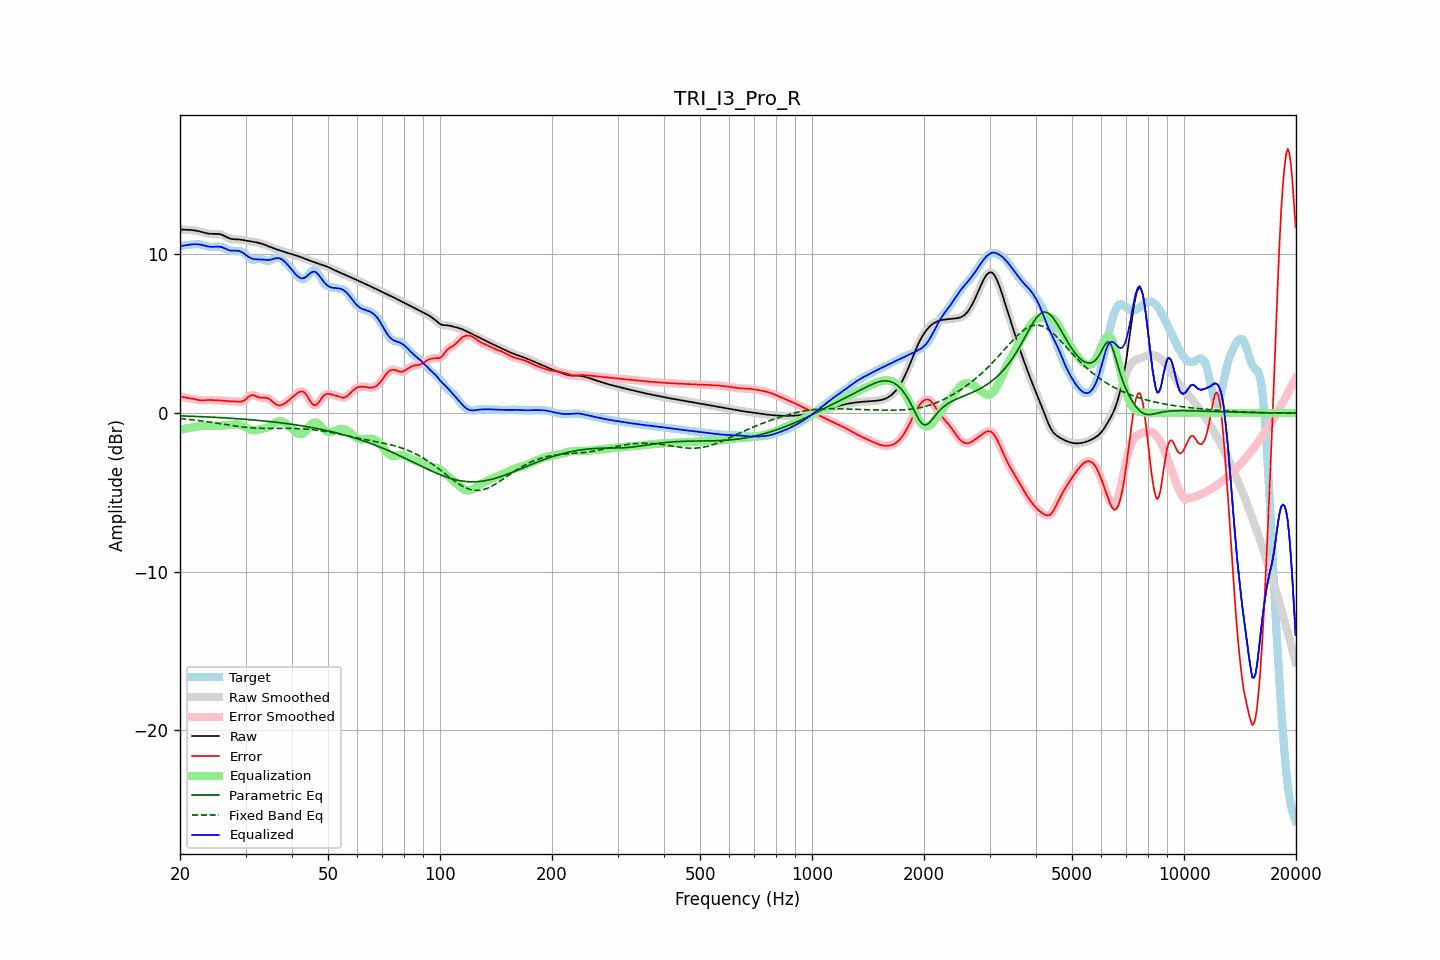 TRI_I3_Pro_R
Amplitude (dBr)
10
0
−10
−20
Target
Raw Smoothed
Error Smoothed
Raw
Error
Equalization
Parametric Eq
Fixed Band Eq
Equalized
20 50 100 200 500 1000 2000 5000 10000 20000
Frequency (Hz)